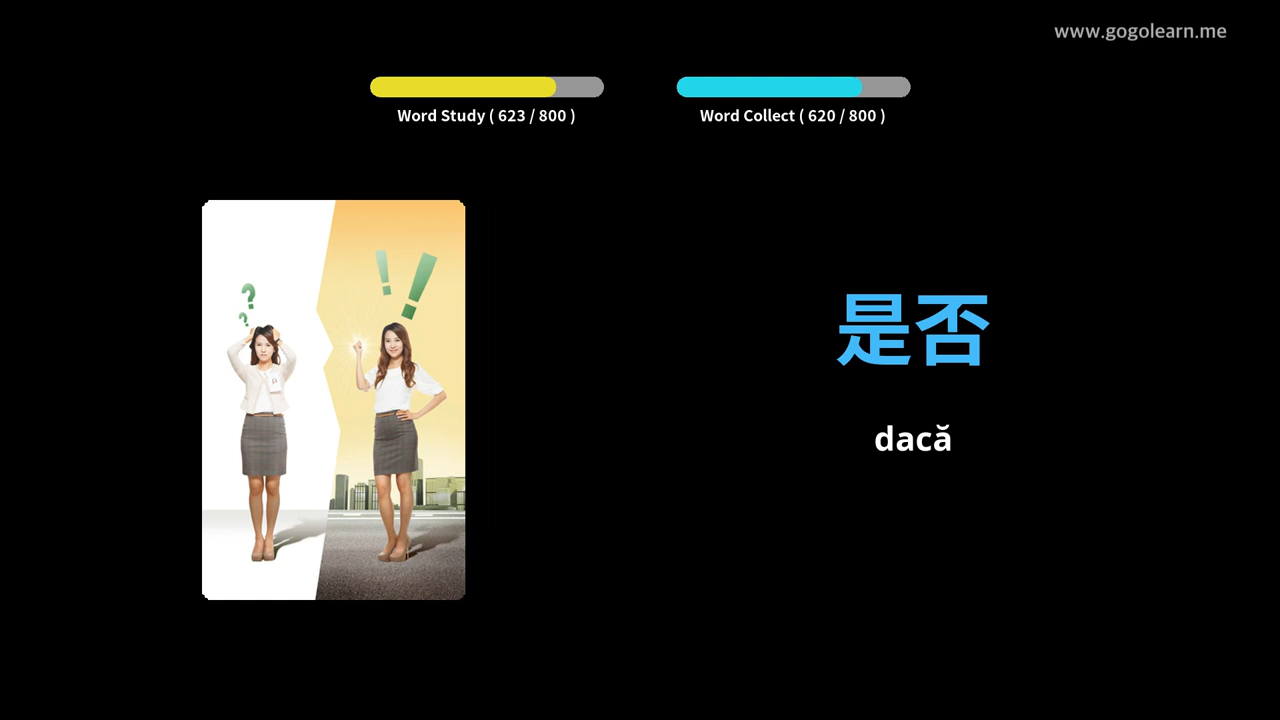 www.gogolearn.me
Word Study ( 623 / 800 )
Word Collect ( 620 / 800 )
? ?
! !
是否
dacă